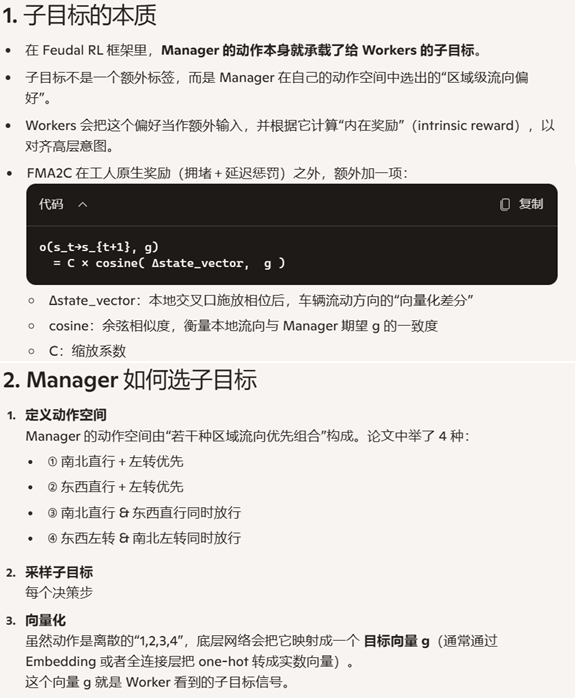 1. 子目标的本质
• 在 Feudal RL 框架里，Manager 的动作本身就承载了给 Workers 的子目标。
• 子目标不是一个额外标签，而是 Manager 在自己的动作空间中选出的“区域级流向偏
好”。
• Workers 会把这个偏好当作额外输入，并根据它计算“内在奖励”（intrinsic reward），以
对齐高层意图。
• FMA2C 在工人原生奖励（拥堵 + 延迟惩罚）之外，额外加一项：
代码 复制
o(s_t→s_{t+1}, g)
= C × cosine( Δstate_vector, g )
○ Δstate_vector：本地交叉口施放相位后，车辆流动方向的“向量化差分”
○ cosine：余弦相似度，衡量本地流向与 Manager 期望 g 的一致度
○ C：缩放系数
2. Manager 如何选子目标
1. 定义动作空间
Manager 的动作空间由“若干种区域流向优先组合”构成。论文中举了 4 种：
• ① 南北直行 + 左转优先
• ② 东西直行 + 左转优先
• ③ 南北直行 & 东西直行同时放行
• ④ 东西左转 & 南北左转同时放行
2. 采样子目标
每个决策步
3. 向量化
虽然动作是离散的“1,2,3,4”，底层网络会把它映射成一个 目标向量 g（通常通过
Embedding 或者全连接层把 one-hot 转成实数向量）。
这个向量 g 就是 Worker 看到的子目标信号。